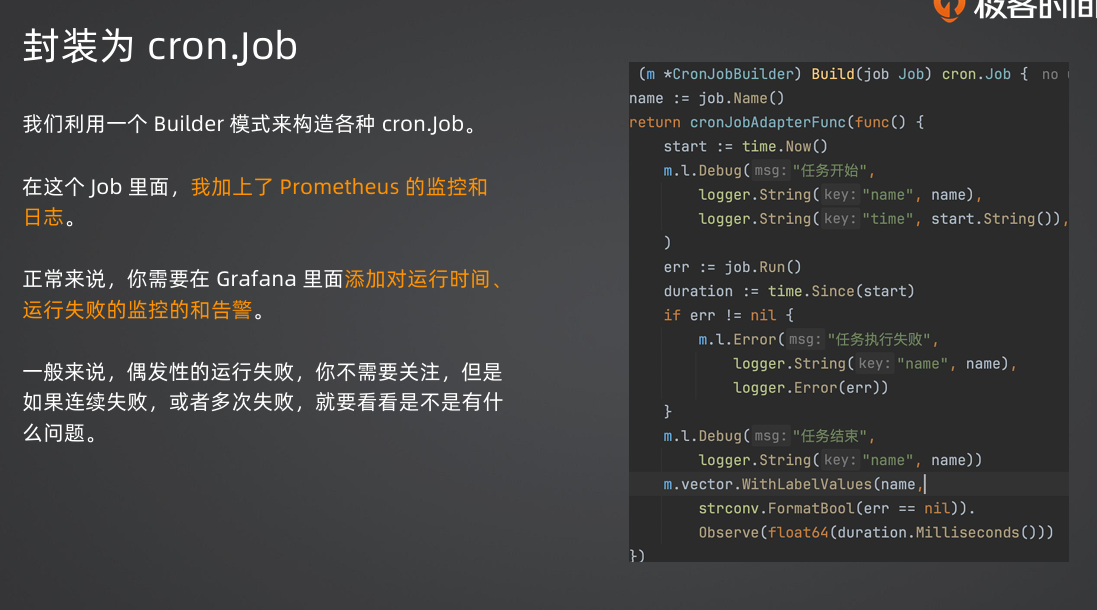 极客时间
封装为 cron.Job
我们利用一个 Builder 模式来构造各种 cron.Job。
在这个 Job 里面，我加上了 Prometheus 的监控和
日志。
正常来说，你需要在 Grafana 里面添加对运行时间、
运行失败的监控的和告警。
一般来说，偶发性的运行失败，你不需要关注，但是
如果连续失败，或者多次失败，就要看看是不是有什
么问题。
(m *CronJobBuilder) Build(job Job) cron.Job { no
name := job.Name()
return cronJobAdapterFunc(func() {
start := time.Now()
m.l.Debug( msg: "任务开始",
logger.String( key: "name", name),
logger.String( key: "time", start.String()),
)
err := job.Run()
duration := time.Since(start)
if err != nil {
m.l.Error( msg: "任务执行失败",
logger.String( key: "name", name),
logger.Error(err))
}
m.l.Debug( msg: "任务结束",
logger.String( key: "name", name))
m.vector.WithLabelValues(name,
strconv.FormatBool(err == nil)).
Observe(float64(duration.Milliseconds()))
})